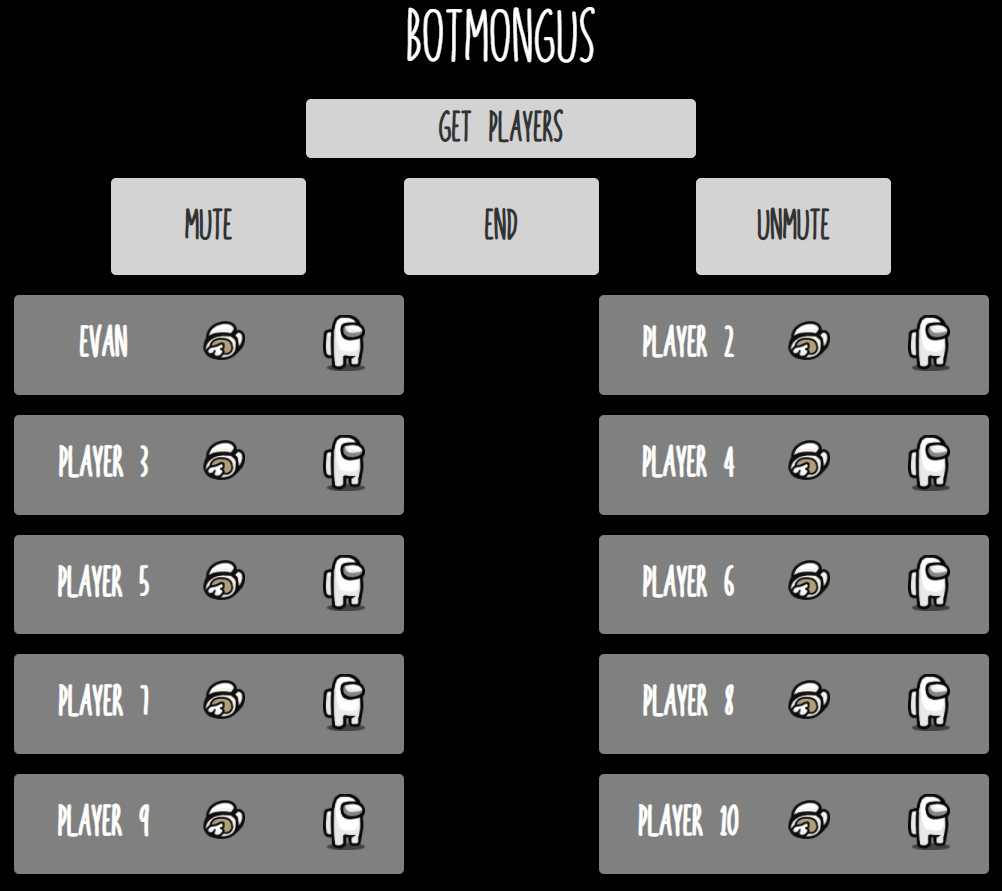 BOTMONGUS
GET PLAYERS
MUTE
END
UNMUTE
EVAN
PLAYER 2
PLAYER 3
PLAYER 4
PLAYER 5
PLAYER 6
PLAYER 7
PLAYER 8
PLAYER 9
PLAYER 10